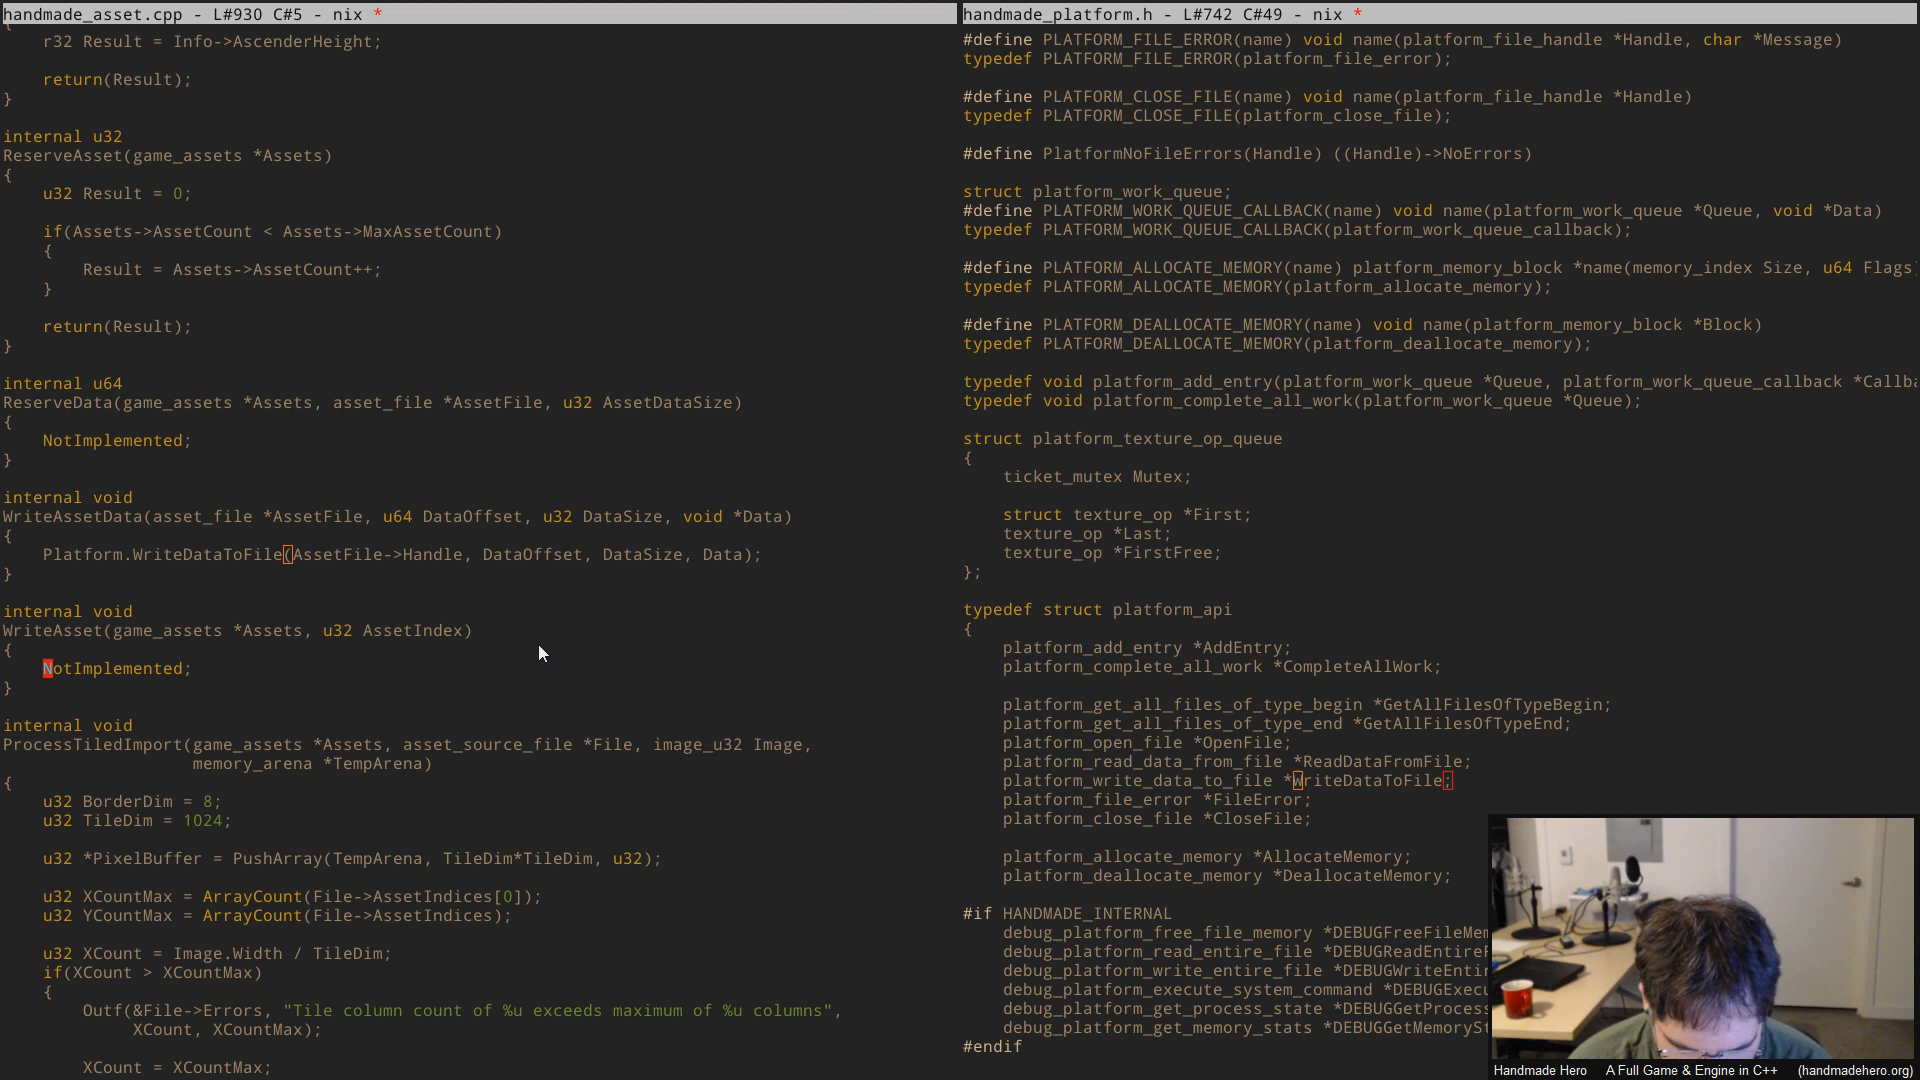 handmade_asset.cpp - L#930 C#5 - nix *
{
    r32 Result = Info->AscenderHeight;
    return(Result);
}
internal u32
ReserveAsset(game_assets *Assets)
{
    u32 Result = 0;
    if(Assets->AssetCount < Assets->MaxAssetCount)
    {
        Result = Assets->AssetCount++;
    }
    return(Result);
}
internal u64
ReserveData(game_assets *Assets, asset_file *AssetFile, u32 AssetDataSize)
{
    NotImplemented;
}
internal void
WriteAssetData(asset_file *AssetFile, u64 DataOffset, u32 DataSize, void *Data)
{
    Platform.WriteDataToFile(AssetFile->Handle, DataOffset, DataSize, Data);
}
internal void
WriteAsset(game_assets *Assets, u32 AssetIndex)
{
    NotImplemented;
}
internal void
ProcessTiledImport(game_assets *Assets, asset_source_file *File, image_u32 Image,
                   memory_arena *TempArena)
{
    u32 BorderDim = 8;
    u32 TileDim = 1024;
    u32 *PixelBuffer = PushArray(TempArena, TileDim*TileDim, u32);
    u32 XCountMax = ArrayCount(File->AssetIndices[0]);
    u32 YCountMax = ArrayCount(File->AssetIndices);
    u32 XCount = Image.Width / TileDim;
    if(XCount > XCountMax)
    {
        Outf(&File->Errors, "Tile column count of %u exceeds maximum of %u columns",
             XCount, XCountMax);
        XCount = XCountMax;
handmade_platform.h - L#742 C#49 - nix *
#define PLATFORM_FILE_ERROR(name) void name(platform_file_handle *Handle, char *Message)
typedef PLATFORM_FILE_ERROR(platform_file_error);
#define PLATFORM_CLOSE_FILE(name) void name(platform_file_handle *Handle)
typedef PLATFORM_CLOSE_FILE(platform_close_file);
#define PlatformNoFileErrors(Handle) ((Handle)->NoErrors)
struct platform_work_queue;
#define PLATFORM_WORK_QUEUE_CALLBACK(name) void name(platform_work_queue *Queue, void *Data)
typedef PLATFORM_WORK_QUEUE_CALLBACK(platform_work_queue_callback);
#define PLATFORM_ALLOCATE_MEMORY(name) platform_memory_block *name(memory_index Size, u64 Flags)
typedef PLATFORM_ALLOCATE_MEMORY(platform_allocate_memory);
#define PLATFORM_DEALLOCATE_MEMORY(name) void name(platform_memory_block *Block)
typedef PLATFORM_DEALLOCATE_MEMORY(platform_deallocate_memory);
typedef void platform_add_entry(platform_work_queue *Queue, platform_work_queue_callback *Callba
typedef void platform_complete_all_work(platform_work_queue *Queue);
struct platform_texture_op_queue
{
    ticket_mutex Mutex;
    struct texture_op *First;
    texture_op *Last;
    texture_op *FirstFree;
};
typedef struct platform_api
{
    platform_add_entry *AddEntry;
    platform_complete_all_work *CompleteAllWork;
    platform_get_all_files_of_type_begin *GetAllFilesOfTypeBegin;
    platform_get_all_files_of_type_end *GetAllFilesOfTypeEnd;
    platform_open_file *OpenFile;
    platform_read_data_from_file *ReadDataFromFile;
    platform_write_data_to_file *WriteDataToFile;
    platform_file_error *FileError;
    platform_close_file *CloseFile;
    platform_allocate_memory *AllocateMemory;
    platform_deallocate_memory *DeallocateMemory;
#if HANDMADE_INTERNAL
    debug_platform_free_file_memory *DEBUGFreeFileMem
    debug_platform_read_entire_file *DEBUGReadEntireF
    debug_platform_write_entire_file *DEBUGWriteEntir
    debug_platform_execute_system_command *DEBUGExecu
    debug_platform_get_process_state *DEBUGGetProcess
    debug_platform_get_memory_stats *DEBUGGetMemorySt
#endif
Handmade Hero A Full Game & Engine in C++ (handmadehero.org)